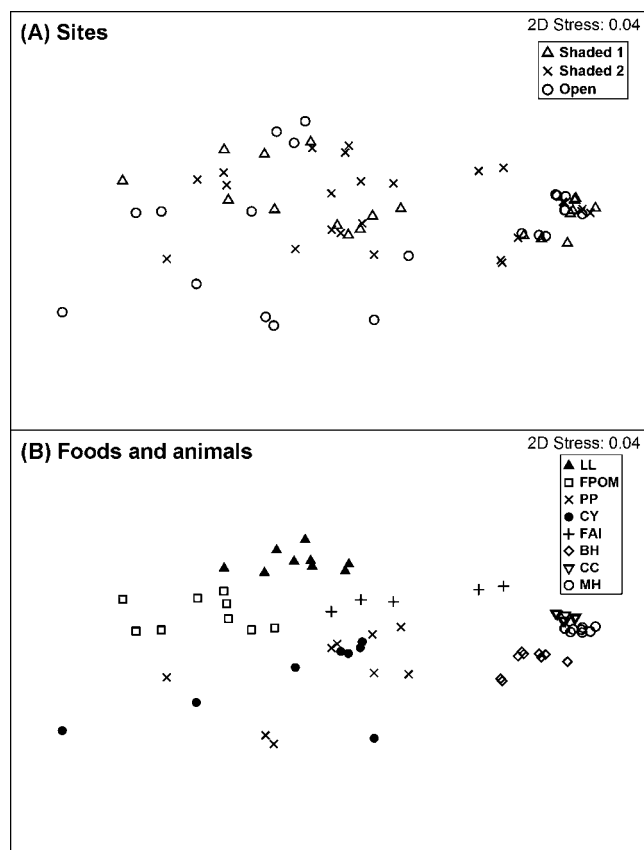 (A) Sites
2D Stress: 0.04
Shaded 1
Shaded 2
Open
(B) Foods and animals
2D Stress: 0.04
LL
FPOM
PP
CY
FAI
BH
CC
MH